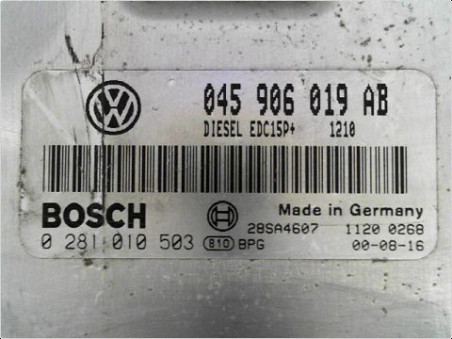 045 906 019 AB
DIESEL EDC15P+ 1210
BOSCH
Made in Germany
28SA4607 1120 0268
0 281 010 503 810 BPG 00-08-16